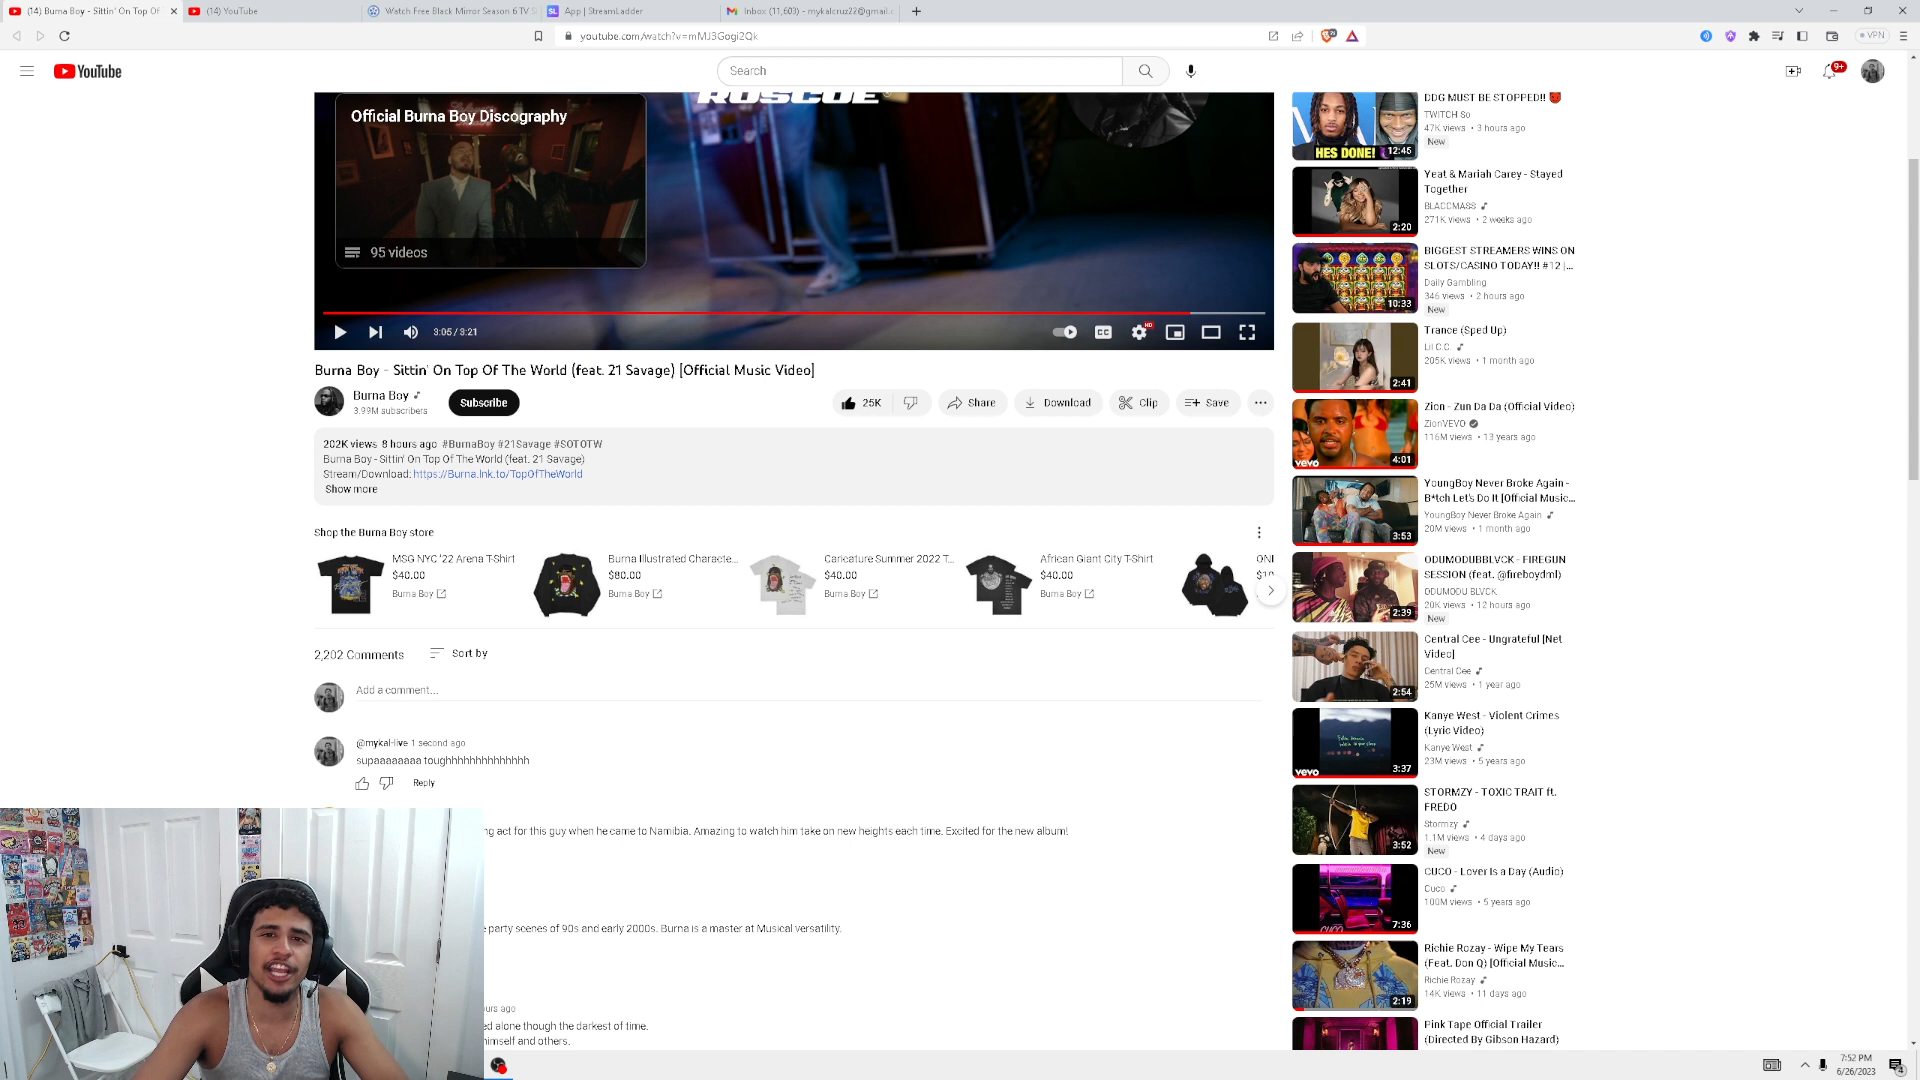 (14) Burna Boy - Sittin' On Top Of
(14) YouTube
Watch Free Black Mirror Season 6 TV S
App | StreamLadder
Inbox (11,603) - mykalcruz22@gmail.c
youtube.com/watch?v=mMJ3Gogi2Qk
VPN
YouTube
Search
9+
ROSCOE
Official Burna Boy Discography
95 videos
3:05 / 3:21
CC
HD
Burna Boy - Sittin' On Top Of The World (feat. 21 Savage) [Official Music Video]
Burna Boy
3.99M subscribers
Subscribe
25K
Share
Download
Clip
Save
202K views 8 hours ago #BurnaBoy #21Savage #SOTOTW
Burna Boy - Sittin' On Top Of The World (feat. 21 Savage)
Stream/Download: https://Burna.lnk.to/TopOfTheWorld
Show more
Shop the Burna Boy store
MSG NYC '22 Arena T-Shirt
$40.00
Burna Boy
Burna Illustrated Characte...
$80.00
Burna Boy
Caricature Summer 2022 T...
$40.00
Burna Boy
African Giant City T-Shirt
$40.00
Burna Boy
2,202 Comments
Sort by
Add a comment...
@mykal-live 1 second ago
supaaaaaaaa toughhhhhhhhhhhhhh
Reply
ng act for this guy when he came to Namibia. Amazing to watch him take on new heights each time. Excited for the new album!
e party scenes of 90s and early 2000s. Burna is a master at Musical versatility.
ours ago
ed alone though the darkest of time.
himself and others.
DDG MUST BE STOPPED!!
TWITCH So
47K views • 3 hours ago
New
HES DONE!
12:45
Yeat & Mariah Carey - Stayed
Together
BLACCMASS
271K views • 2 weeks ago
2:20
BIGGEST STREAMERS WINS ON
SLOTS/CASINO TODAY!! #12 |...
Daily Gambling
346 views • 2 hours ago
New
10:33
Trance (Sped Up)
Lil C.C.
205K views • 1 month ago
2:41
Zion - Zun Da Da (Official Video)
ZionVEVO
116M views • 13 years ago
vevo
4:01
YoungBoy Never Broke Again -
B*tch Let's Do It [Official Music...
YoungBoy Never Broke Again
20M views • 1 month ago
3:53
ODUMODUBBLVCK - FIREGUN
SESSION (feat. @fireboydml)
ODUMODU BLVCK
20K views • 12 hours ago
New
2:39
Central Cee - Ungrateful [Net
Video]
Central Cee
25M views • 1 year ago
2:54
Kanye West - Violent Crimes
(Lyric Video)
Kanye West
23M views • 5 years ago
vevo
3:37
STORMZY - TOXIC TRAIT ft.
FREDO
Stormzy
1.1M views • 4 days ago
New
3:52
CUCO - Lover Is a Day (Audio)
Cuco
100M views • 5 years ago
CUCO
7:36
Richie Rozay - Wipe My Tears
(Feat. Don Q) [Official Music...
Richie Rozay
14K views • 11 days ago
2:19
Pink Tape Official Trailer
(Directed By Gibson Hazard)
7:52 PM
6/26/2023
4